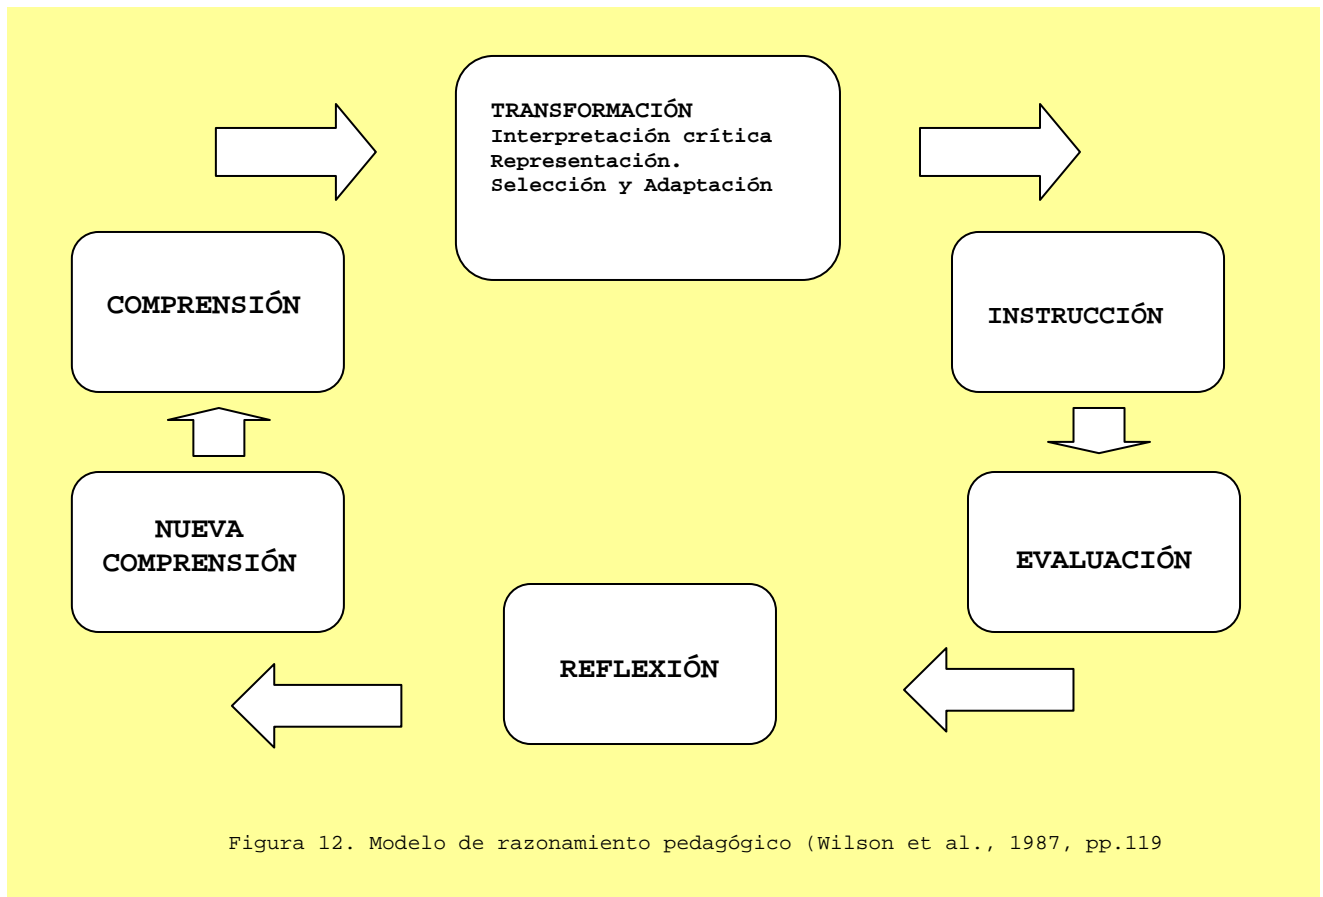 TRANSFORMACIÓN
Interpretación crítica
Representación.
Selección y Adaptación
COMPRENSIÓN
INSTRUCCIÓN
NUEVA
COMPRENSIÓN
EVALUACIÓN
REFLEXIÓN
Figura 12. Modelo de razonamiento pedagógico (Wilson et al., 1987, pp.119